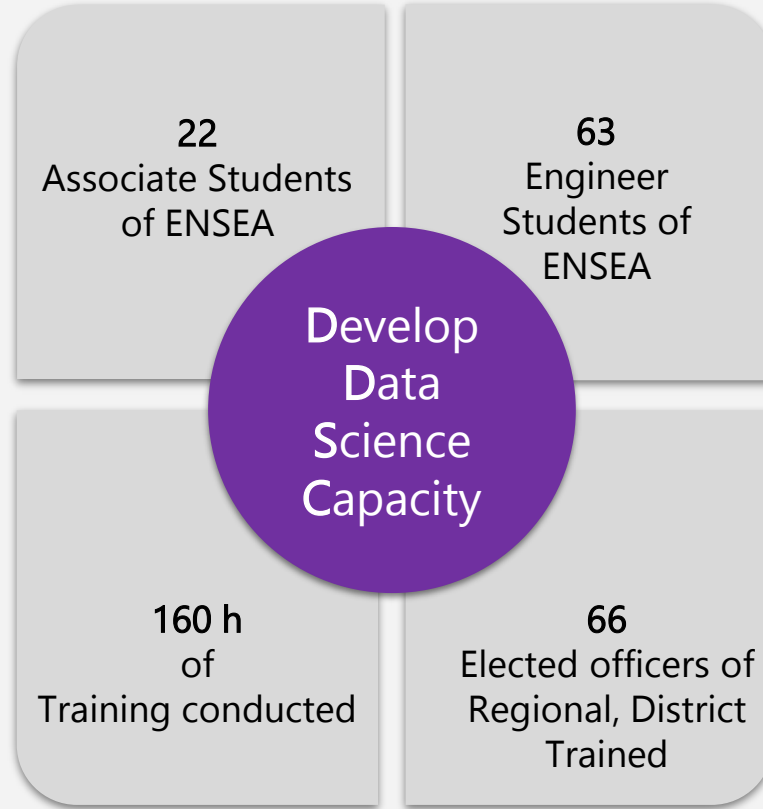 22
Associate Students
of ENSEA
63
Engineer
Students of
ENSEA
Develop
Data
Science
Capacity
160 h
of
Training conducted
66
Elected officers of
Regional, District
Trained